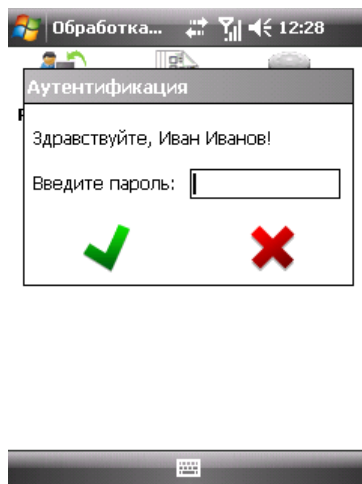 Обработка... 12:28
Аутентификация
Здравствуйте, Иван Иванов!
Введите пароль: